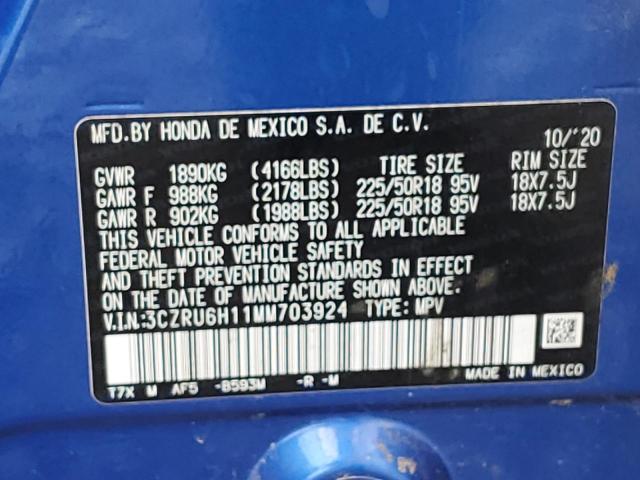 MFD.BY HONDA DE MEXICO S.A. DE C.V.
10/'20
GVWR 1890KG (4166LBS) TIRE SIZE RIM SIZE
GAWR F 988KG (2178LBS) 225/50R18 95V 18X7.5J
GAWR R 902KG (1988LBS) 225/50R18 95V 18X7.5J
THIS VEHICLE CONFORMS TO ALL APPLICABLE
FEDERAL MOTOR VEHICLE SAFETY
AND THEFT PREVENTION STANDARDS IN EFFECT
ON THE DATE OF MANUFACTURE SHOWN ABOVE.
V.I.N:3CZRU6H11MM703924 TYPE: MPV
T7X M AF5 -B593M -R -M
MADE IN MEXICO